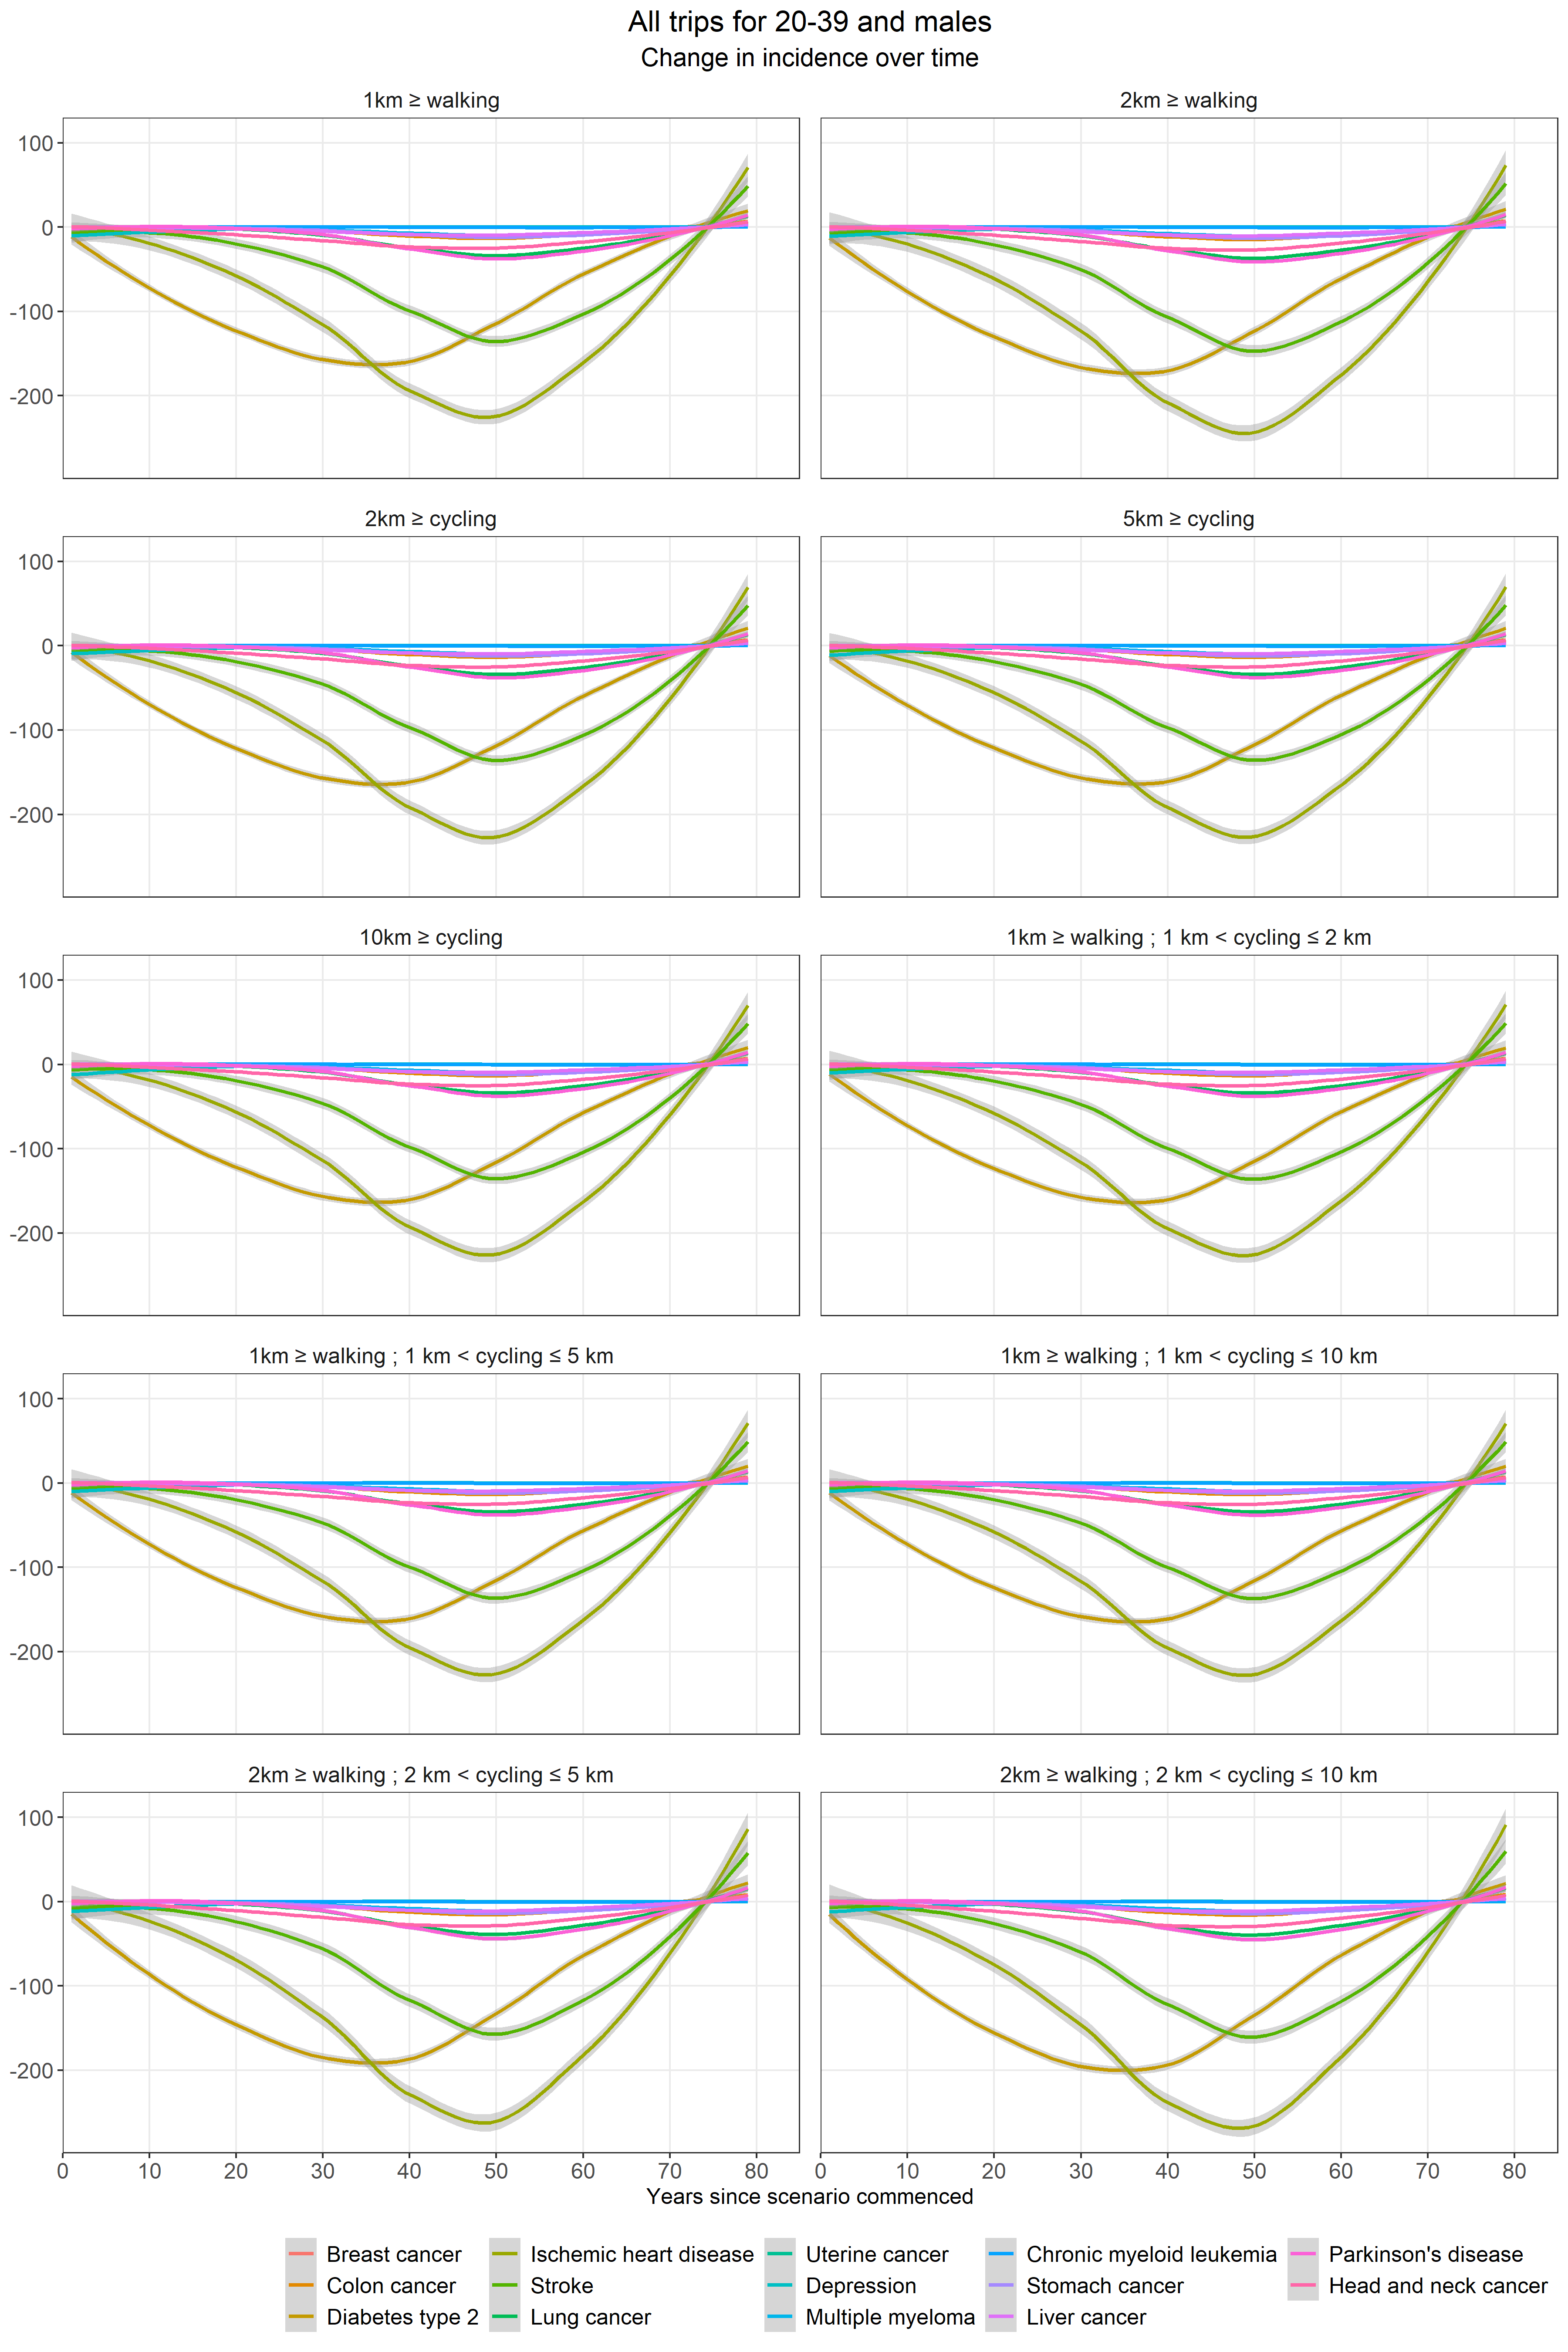 All trips for 20-39 and males
Change in incidence over time
1km ≥ walking
2km ≥ walking
100
0
-100
-200
2km ≥ cycling
5km ≥ cycling
100
0
-100
-200
10km ≥ cycling
1km ≥ walking ; 1 km < cycling ≤ 2 km
100
0
-100
-200
1km ≥ walking ; 1 km < cycling ≤ 5 km
1km ≥ walking ; 1 km < cycling ≤ 10 km
100
0
-100
-200
2km ≥ walking ; 2 km < cycling ≤ 5 km
2km ≥ walking ; 2 km < cycling ≤ 10 km
100
0
-100
-200
0 10 20 30 40 50 60 70 80
0 10 20 30 40 50 60 70 80
Years since scenario commenced
Breast cancer
Ischemic heart disease
Uterine cancer
Chronic myeloid leukemia
Parkinson's disease
Colon cancer
Stroke
Depression
Stomach cancer
Head and neck cancer
Diabetes type 2
Lung cancer
Multiple myeloma
Liver cancer